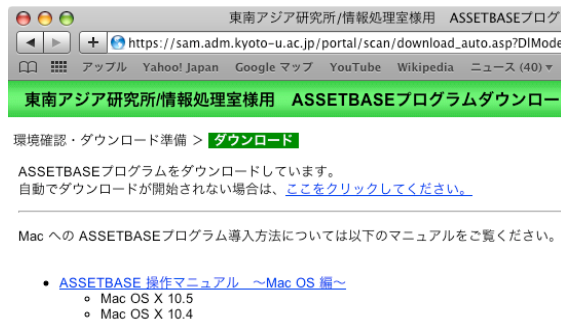 東南アジア研究所/情報処理室様用 ASSETBASEプログ
https://sam.adm.kyoto-u.ac.jp/portal/scan/download_auto.asp?DlMode
アップル Yahoo! Japan Google マップ YouTube Wikipedia ニュース (40)▼
東南アジア研究所/情報処理室様用 ASSETBASEプログラムダウンロー
環境確認・ダウンロード準備 > ダウンロード
ASSETBASEプログラムをダウンロードしています。
自動でダウンロードが開始されない場合は、ここをクリックしてください。
Mac への ASSETBASEプログラム導入方法については以下のマニュアルをご覧ください。
ASSETBASE 操作マニュアル ～Mac OS 編～
Mac OS X 10.5
Mac OS X 10.4